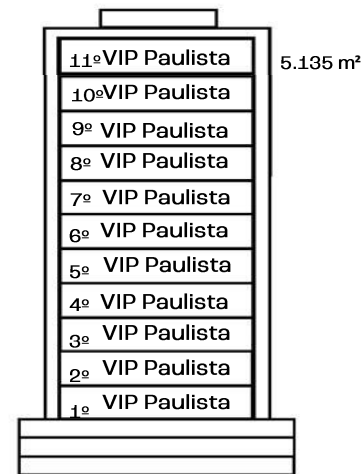 11º VIP Paulista 5.135 m²
10º VIP Paulista
9º VIP Paulista
8º VIP Paulista
7º VIP Paulista
6º VIP Paulista
5º VIP Paulista
4º VIP Paulista
3º VIP Paulista
2º VIP Paulista
1º VIP Paulista